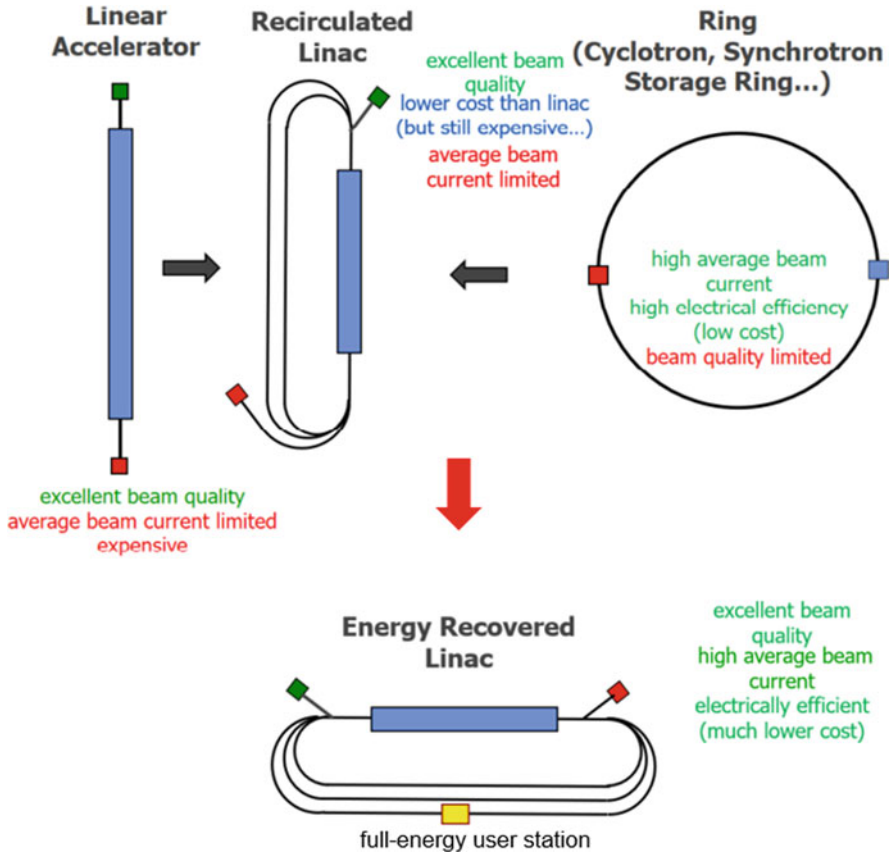 Linear
Accelerator
Recirculated
Linac
excellent beam
quality
lower cost than linac
(but still expensive...)
average beam
current limited
Ring
(Cyclotron, Synchrotron
Storage Ring...)
high average beam
current
high electrical efficiency
(low cost)
beam quality limited
excellent beam quality
average beam current limited
expensive
Energy Recovered
Linac
full-energy user station
excellent beam
quality
high average beam
current
electrically efficient
(much lower cost)